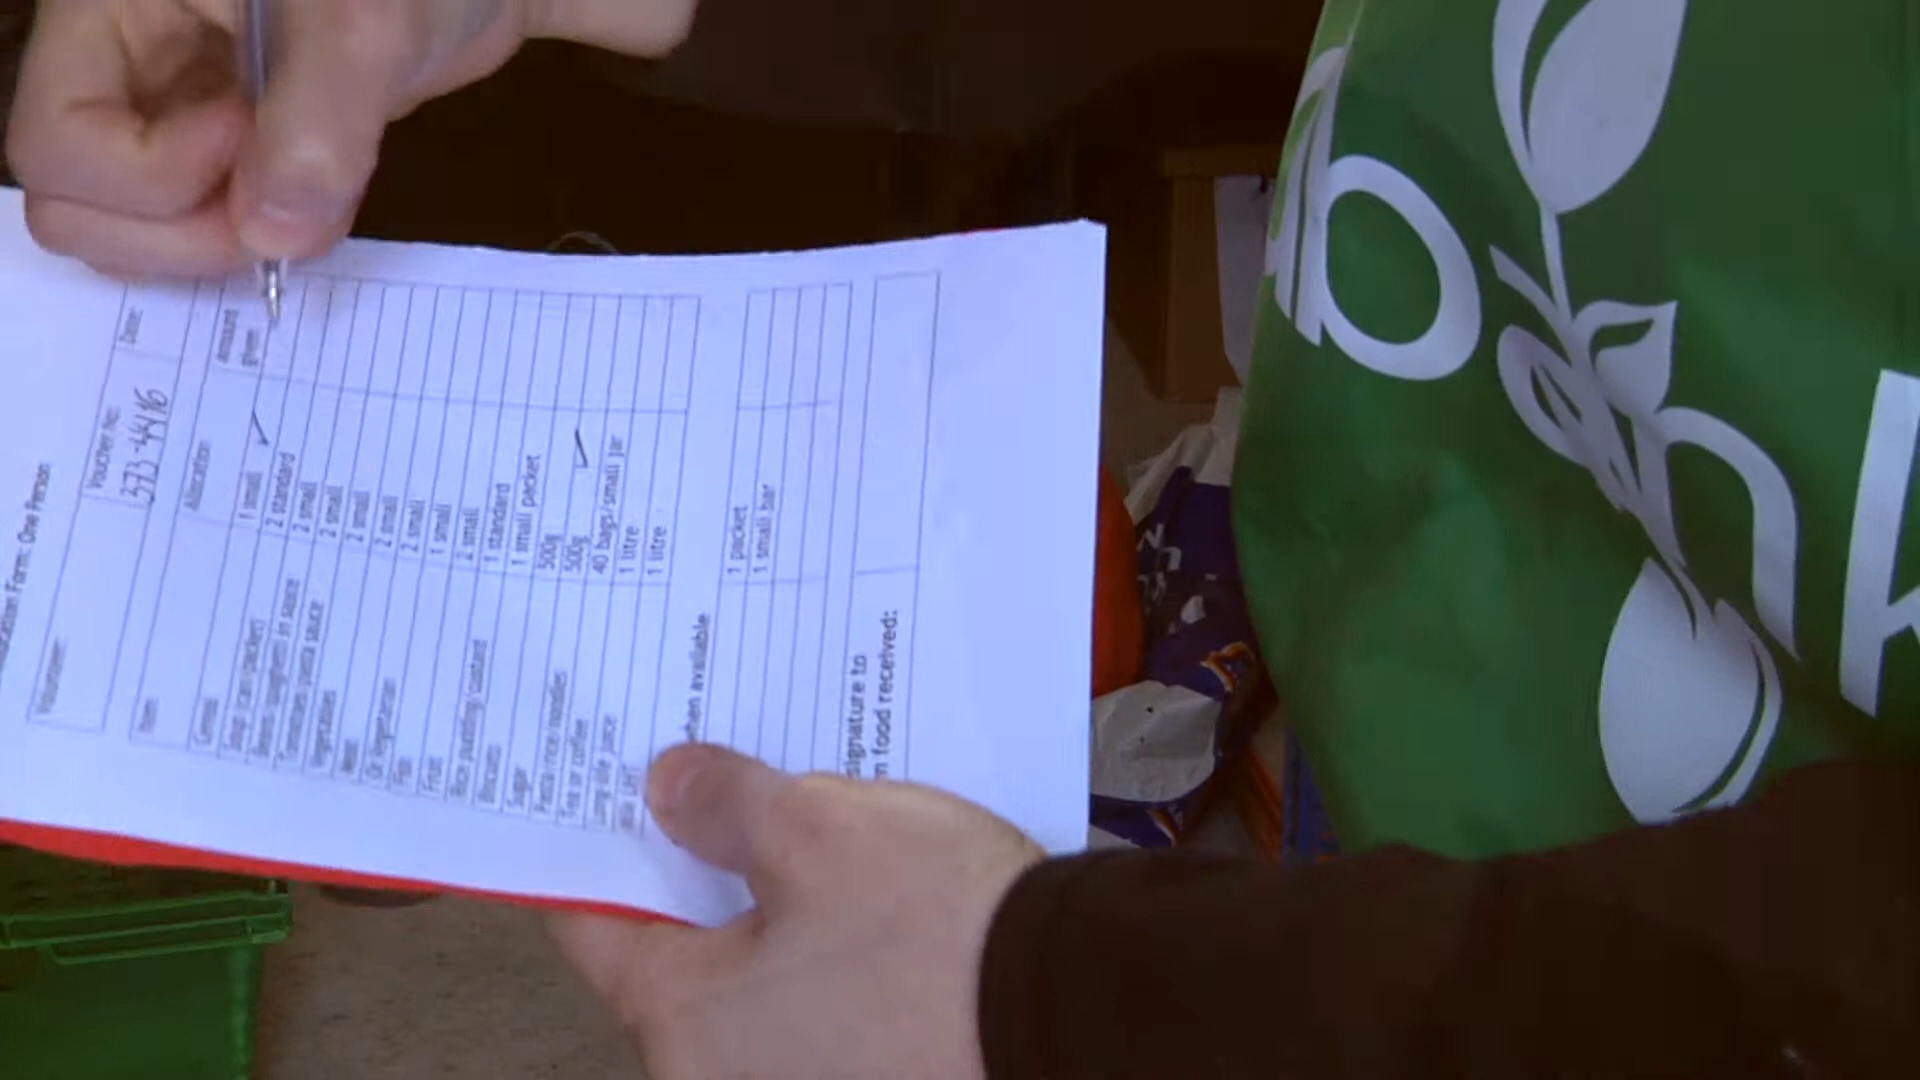 ation Form: One Person
Volunteer:
Voucher No:
373-4416
Date:
Item
Allocation
Amount given
Cereal 1 small ✓
Soup (can/packet) 2 standard
Beans/spaghetti in sauce 2 small
Tomatoes/pasta sauce 2 small
Vegetables 2 small
Meat 2 small
Or Vegetarian 2 small
Fish 1 small
Fruit 2 small
Rice pudding/custard 1 standard
Biscuits 1 small packet
Sugar 500g
Pasta/rice/noodles 500g ✓
Tea or coffee 40 bags/small jar
Long-life juice 1 litre
Milk UHT 1 litre
when available
1 packet
1 small bar
signature to
m food received: